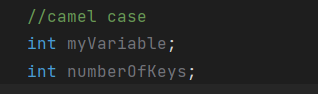 //camel case
int myVariable;
int numberOfKeys;